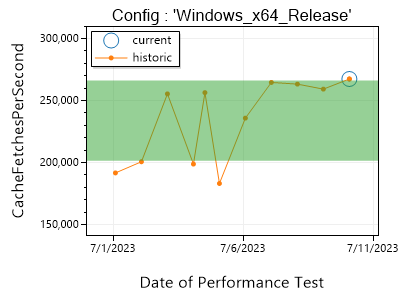 Config : 'Windows_x64_Release'
current
historic
CacheFetchesPerSecond
300,000
250,000
200,000
150,000
7/1/2023
7/6/2023
7/11/2023
Date of Performance Test